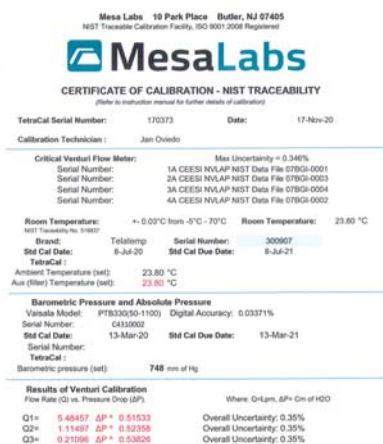 Mesa Labs 10 Park Place Butler, NJ 07405
NIST Traceable Calibration Facility, ISO 9001:2008 Registered
MesaLabs
CERTIFICATE OF CALIBRATION - NIST TRACEABILITY
(Refer to instruction manual for further details of calibration)
TetraCal Serial Number: 170373 Date: 17-Nov-20
Calibration Technician : Jan Oviedo
Critical Venturi Flow Meter: Max Uncertainty = 0.346%
Serial Number: 1A CEESI NVLAP NIST Data File 07BGI-0001
Serial Number: 2A CEESI NVLAP NIST Data File 07BGI-0003
Serial Number: 3A CEESI NVLAP NIST Data File 07BGI-0004
Serial Number: 4A CEESI NVLAP NIST Data File 07BGI-0002
Room Temperature: +- 0.03°C from -5°C - 70°C Room Temperature: 23.80 °C
NIST Traceability No. 516837
Brand: Telatemp Serial Number: 300907
Std Cal Date: 8-Jul-20 Std Cal Due Date: 8-Jul-21
TetraCal :
Ambient Temperature (set): 23.80 °C
Aux (filter) Temperature (set): 23.80 °C
Barometric Pressure and Absolute Pressure
Vaisala Model: PTB330(50-1100) Digital Accuracy: 0.03371%
Serial Number: C4310002
Std Cal Date: 13-Mar-20 Std Cal Due Date: 13-Mar-21
Serial Number:
TetraCal :
Barometric pressure (set): 748 mm of Hg
Results of Venturi Calibration
Flow Rate (Q) vs. Pressure Drop (ΔP). Where: Q=Lpm, ΔP= Cm of H2O
Q1= 5.48457 ΔP ^ 0.51533 Overall Uncertainty: 0.35%
Q2= 1.11497 ΔP ^ 0.52358 Overall Uncertainty: 0.35%
Q3= 0.21096 ΔP ^ 0.53826 Overall Uncertainty: 0.35%